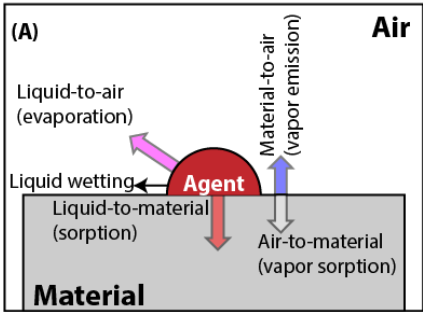 (A)
Air
Liquid-to-air
(evaporation)
Material-to-air
(vapor emission)
Liquid wetting
Agent
Liquid-to-material
(sorption)
Air-to-material
(vapor sorption)
Material